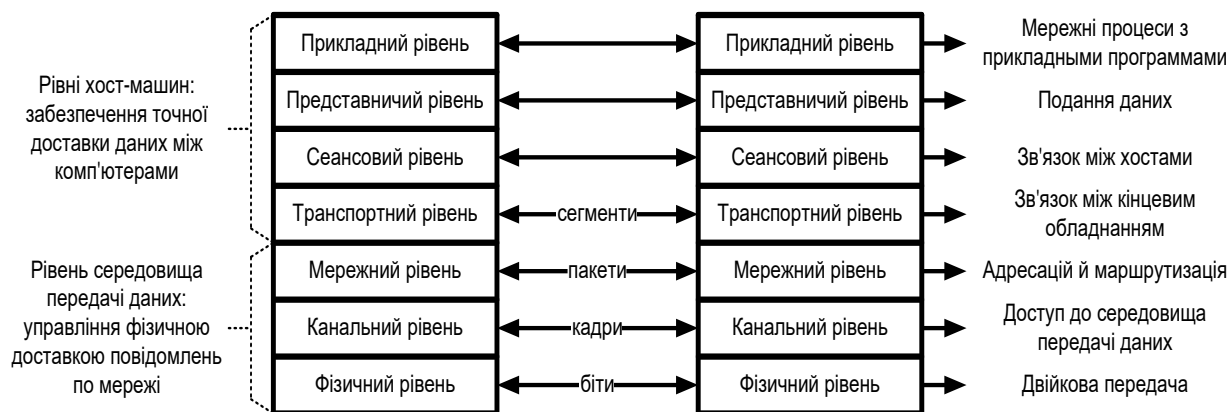 Рівні хост-машин:
забезпечення точної
доставки даних між
комп'ютерами
Рівень середовища
передачі даних:
управління фізичною
доставкою повідомлень
по мережі
Прикладний рівень
Представничий рівень
Сеансовий рівень
Транспортний рівень
Мережний рівень
Канальний рівень
Фізичний рівень
сегменти
пакети
кадри
біти
Прикладний рівень
Представничий рівень
Сеансовий рівень
Транспортний рівень
Мережний рівень
Канальний рівень
Фізичний рівень
Мережні процеси з
прикладными программами
Подання даних
Зв'язок між хостами
Зв'язок між кінцевим
обладнанням
Адресацій й маршрутизація
Доступ до середовища
передачі даних
Двійкова передача